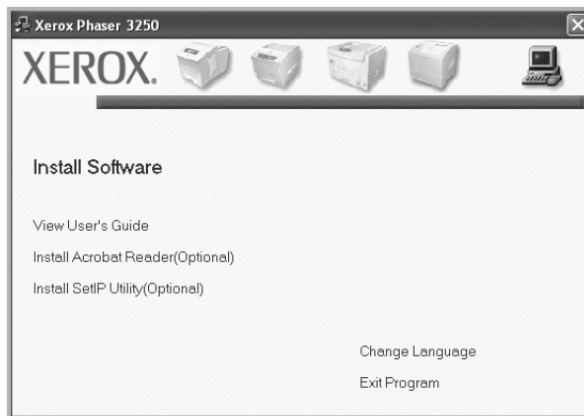 Xerox Phaser 3250
XEROX.
Install Software
View User's Guide
Install Acrobat Reader(Optional)
Install SetIP Utility(Optional)
Change Language
Exit Program